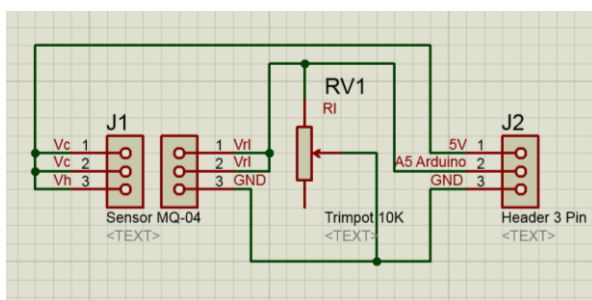 RV1
Rl
J1
J2
Vc 1
1 Vrl
5V 1
Vc 2
2 Vrl
A5 Arduino 2
Vh 3
3 GND
GND 3
Sensor MQ-04
Trimpot 10K
Header 3 Pin
<TEXT>
<TEXT>
<TEXT>